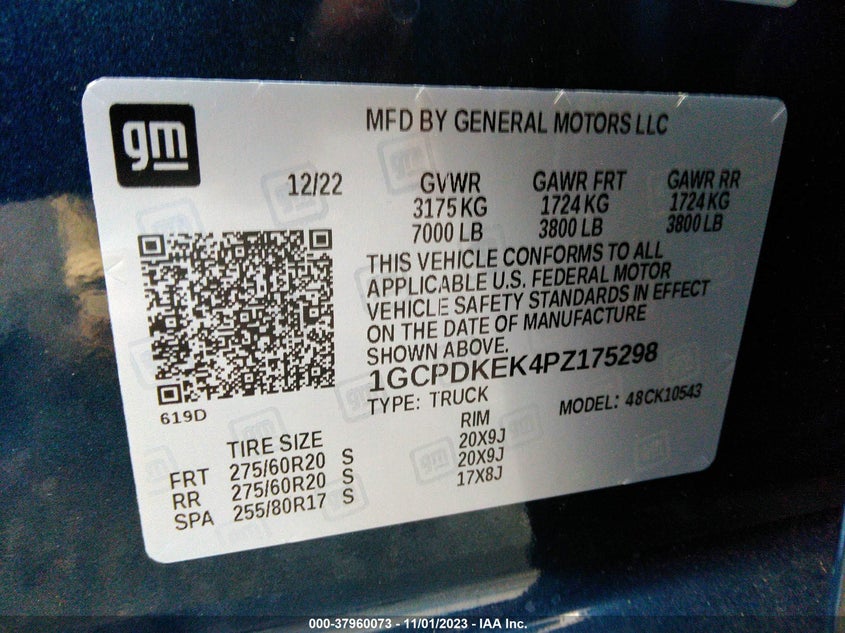 gm
MFD BY GENERAL MOTORS LLC
12/22 GVWR GAWR FRT GAWR RR
3175 KG 1724 KG 1724 KG
7000 LB 3800 LB 3800 LB
THIS VEHICLE CONFORMS TO ALL
APPLICABLE U.S. FEDERAL MOTOR
VEHICLE SAFETY STANDARDS IN EFFECT
ON THE DATE OF MANUFACTURE
SHOWN ABOVE.
1GCPDKEK4PZ175298
TYPE: TRUCK MODEL: 48CK10543
619D
TIRE SIZE RIM
FRT 275/60R20 S 20X9J
RR 275/60R20 S 20X9J
SPA 255/80R17 S 17X8J
000-37960073 - 11/01/2023 - IAA Inc.